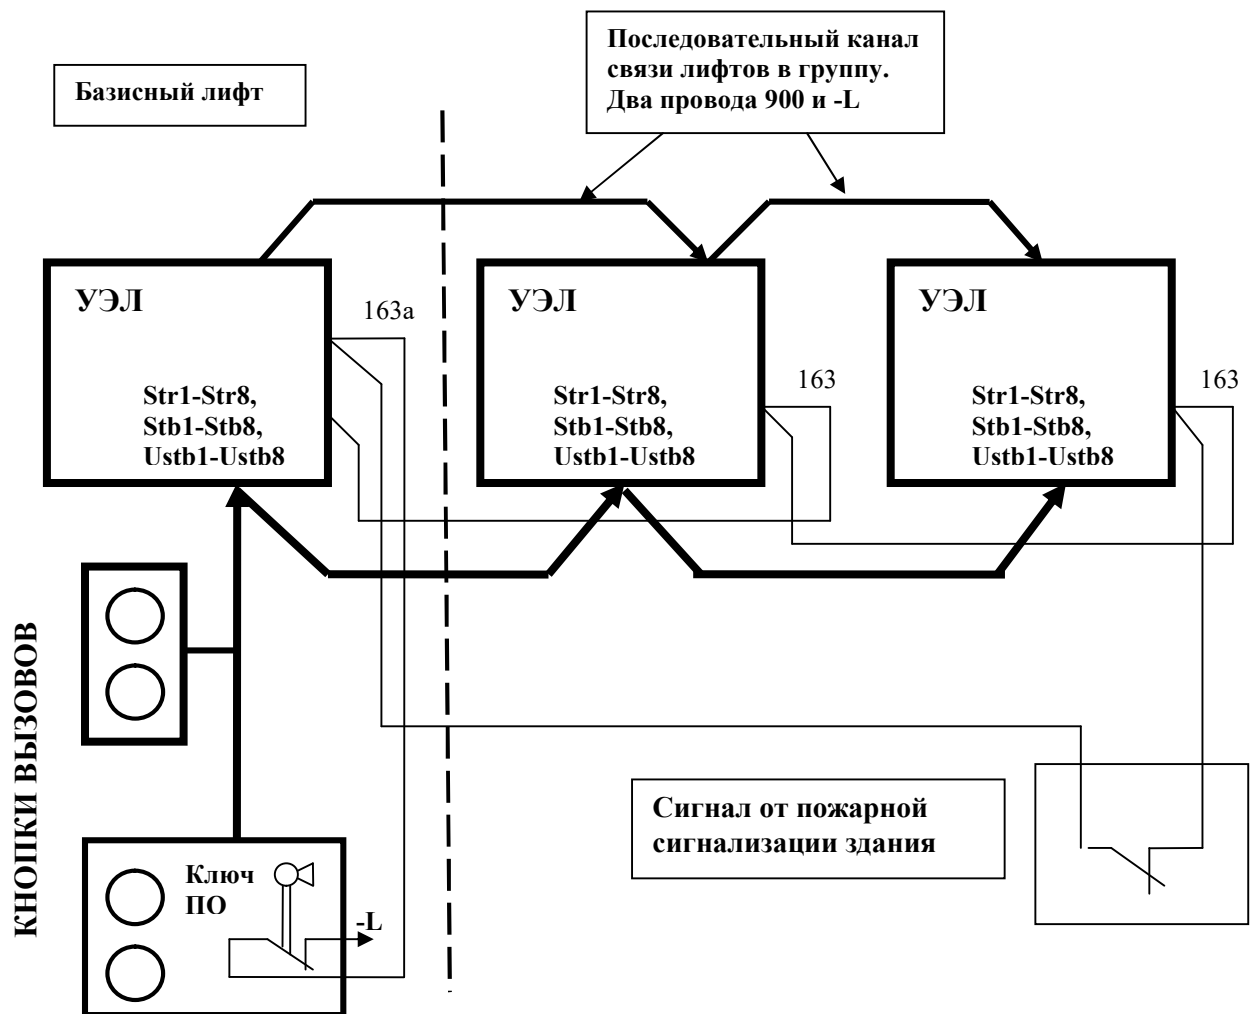 Последовательный канал
связи лифтов в группу.
Два провода 900 и -L
Базисный лифт
УЭЛ
163а
Str1-Str8,
Stb1-Stb8,
Ustb1-Ustb8
УЭЛ
163
Str1-Str8,
Stb1-Stb8,
Ustb1-Ustb8
УЭЛ
163
Str1-Str8,
Stb1-Stb8,
Ustb1-Ustb8
КНОПКИ ВЫЗОВОВ
Сигнал от пожарной
сигнализации здания
Ключ
ПО
-L